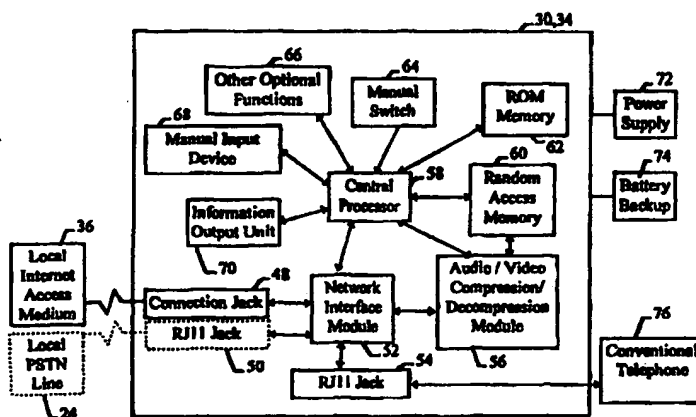 30,34
66
Other Optional
Functions
64
Manual
Switch
ROM
Memory
62
72
Power
Supply
68
Manual Input
Device
60
Random
Access
Memory
58
Central
Processor
74
Battery
Backup
Information
Output Unit
70
36
Local
Internet
Access
Medium
48
Connection Jack
RJ11 Jack
50
Network
Interface
Module
52
Audio / Video
Compression/
Decompression
Module
56
76
Conventional
Telephone
Local
PSTN
Line
24
54
RJ11 Jack